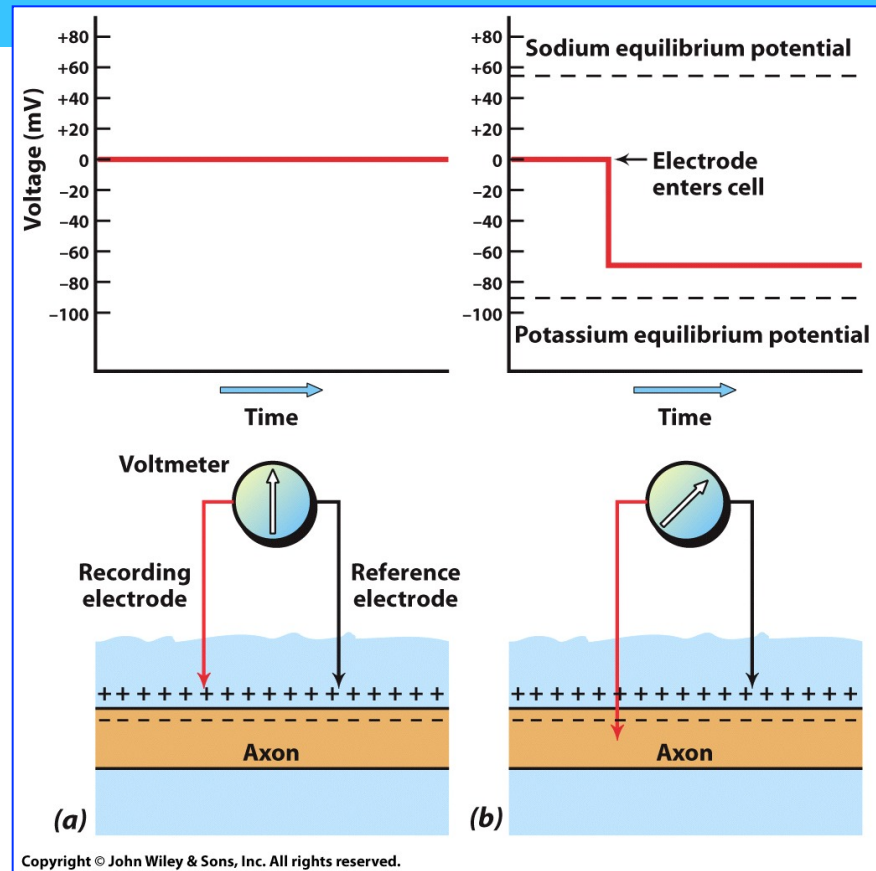 +80
+60
+40
+20
0
–20
–40
–60
–80
–100
Voltage (mV)
Time
+80
+60
+40
+20
0
–20
–40
–60
–80
–100
Sodium equilibrium potential
Electrode
enters cell
Potassium equilibrium potential
Time
Voltmeter
Recording
electrode
Reference
electrode
+ + + + + + + + + + + + + + + + + + +
– – – – – – – – – – – – – – – – –
Axon
(a)
+ + + + + + + + + + + + + + + + + + +
– – – – – – – – – – – – – – – – –
Axon
(b)
Copyright © John Wiley & Sons, Inc. All rights reserved.